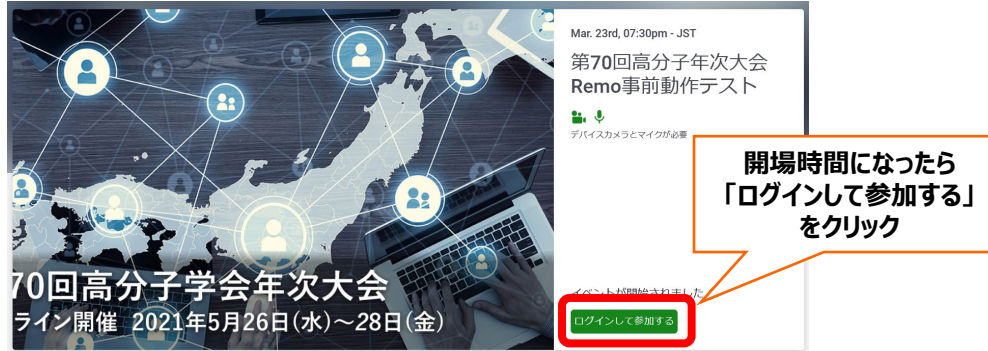 Mar. 23rd, 07:30pm - JST
第70回高分子年次大会
Remo事前動作テスト
デバイスカメラとマイクが必要
開場時間になったら
「ログインして参加する」
をクリック
70回高分子学会年次大会
ライン開催 2021年5月26日(水)～28日(金)
イベントが開始されました
ログインして参加する